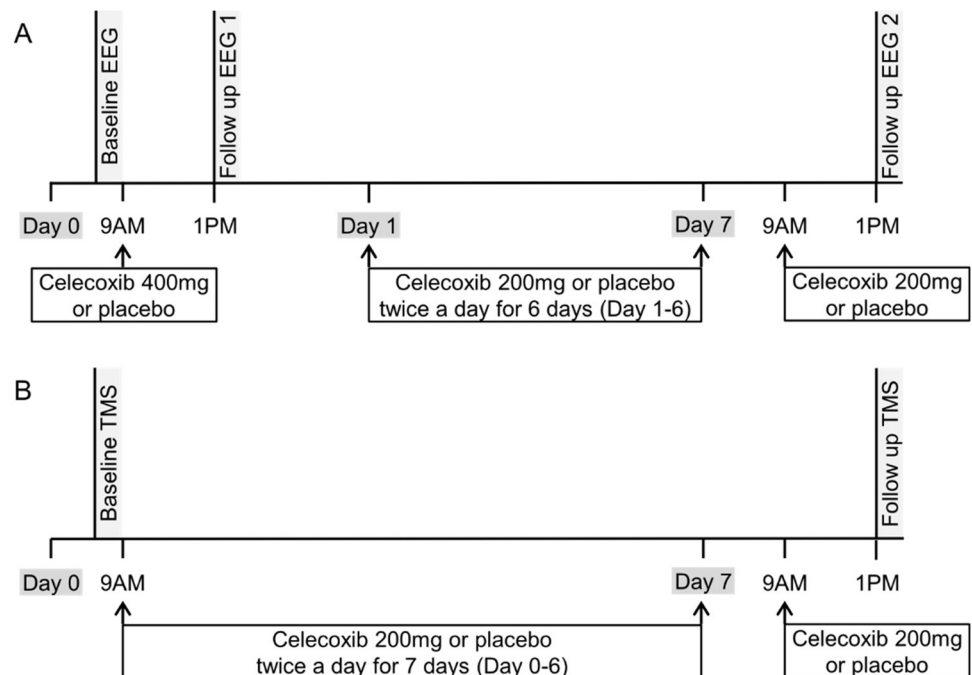 A
Baseline EEG
Follow up EEG 1
Follow up EEG 2
Day 0 9AM 1PM Day 1 Day 7 9AM 1PM
Celecoxib 400mg
or placebo
Celecoxib 200mg or placebo
twice a day for 6 days (Day 1-6)
Celecoxib 200mg
or placebo
B
Baseline TMS
Follow up TMS
Day 0 9AM Day 7 9AM 1PM
Celecoxib 200mg or placebo
twice a day for 7 days (Day 0-6)
Celecoxib 200mg
or placebo